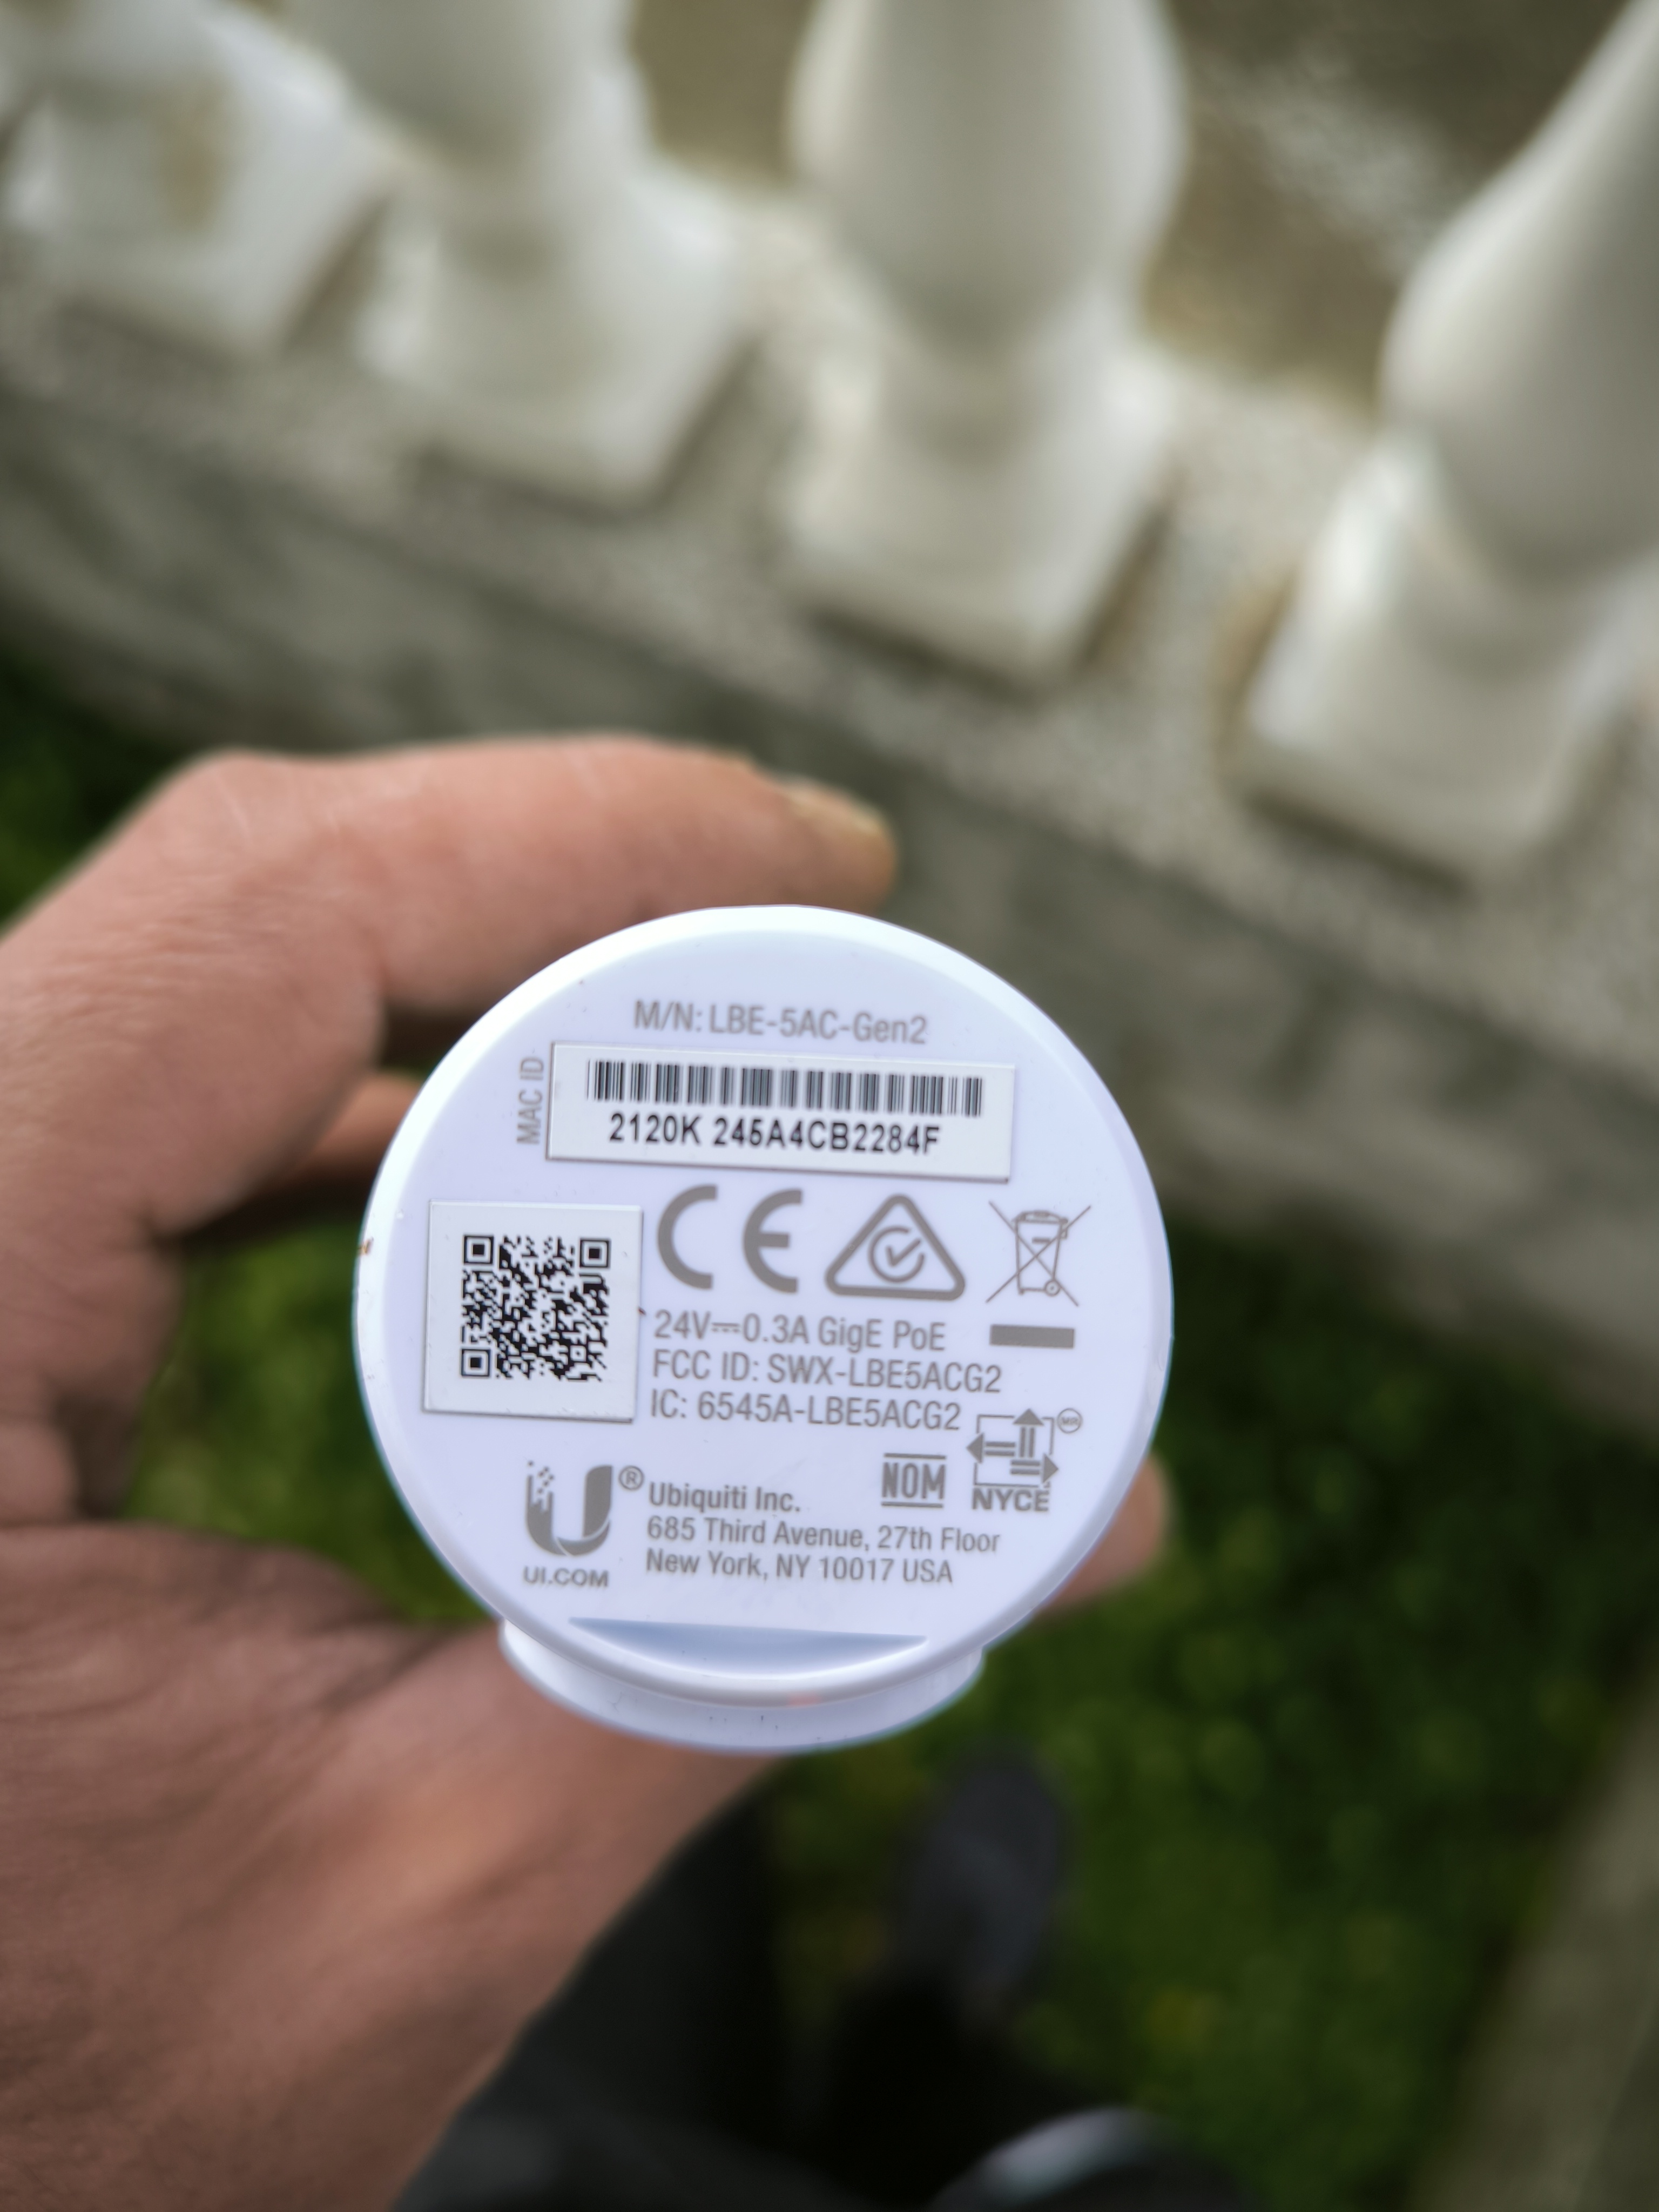 M/N: LBE-5AC-Gen2
MAC ID
2120K 245A4CB2284F
CE
24V⎓0.3A GigE PoE
FCC ID: SWX-LBE5ACG2
IC: 6545A-LBE5ACG2
MR
NOM
NYCE
U®
UI.COM
Ubiquiti Inc.
685 Third Avenue, 27th Floor
New York, NY 10017 USA